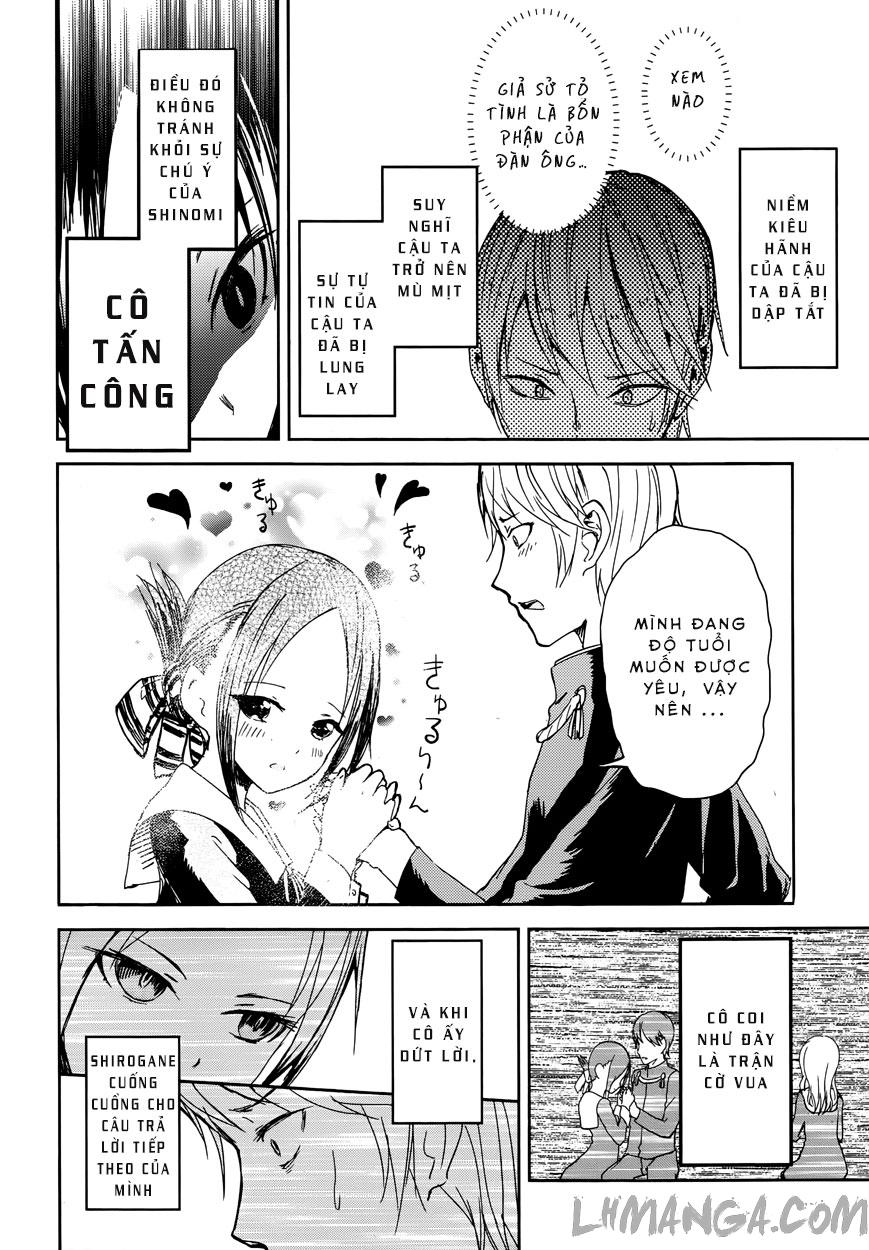 XEM
NÀO
GIẢ SỬ TỎ
TÌNH LÀ BỔN
PHẬN CỦA
ĐÀN ÔNG...
NIỀM
KIÊU
HÃNH
CỦA CẬU
TA ĐÃ BỊ
DẬP TẮT
SUY
NGHĨ
CẬU TA
TRỞ NÊN
MÙ MỊT
SỰ TỰ
TIN CỦA
CẬU TA
ĐÃ BỊ
LUNG
LAY
ĐIỀU ĐÓ
KHÔNG
TRÁNH
KHỎI SỰ
CHÚ Ý
CỦA
SHINOMI
CÔ
TẤN
CÔNG
MÌNH ĐANG
ĐỘ TUỔI
MUỐN ĐƯỢC
YÊU, VẬY
NÊN ...
きゅる
きゅる
きゅるら～ん
CÔ COI
NHƯ ĐÂY
LÀ TRẬN
CỜ VUA
VÀ KHI
CÔ ẤY
DỨT LỜI,
SHIROGANE
CUỐNG
CUỒNG CHO
CÂU TRẢ
LỜI TIẾP
THEO CỦA
MÌNH
LHMANGA.COM